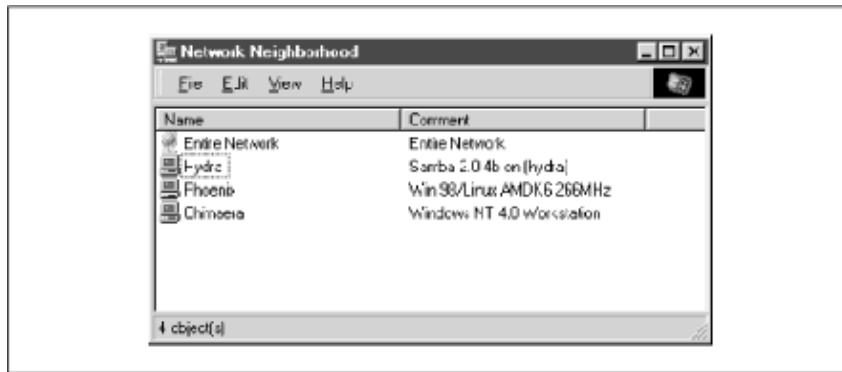 Network Neighborhood
File Edit View Help
Name Comment
Entire Network Entire Network
Hydra Samba 2.0.4b on (hydra)
Phoenix Win 98/Linux AMDK6 266MHz
Chimaera Windows NT 4.0 Workstation
4 object(s)